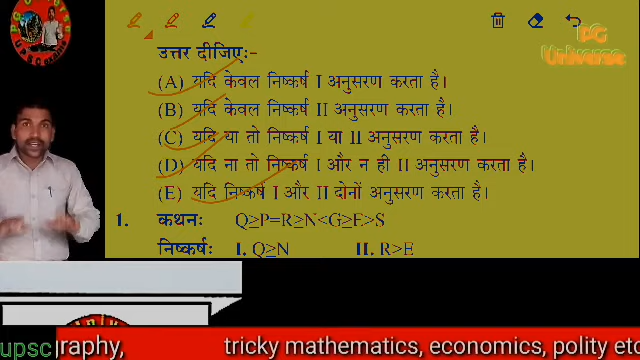 PG
Universe
उत्तर दीजिएः-
(A) यदि केवल निष्कर्ष I अनुसरण करता है।
(B) यदि केवल निष्कर्ष II अनुसरण करता है।
(C) यदि या तो निष्कर्ष I या II अनुसरण करता है।
(D) यदि ना तो निष्कर्ष I और न ही II अनुसरण करता है।
(E) यदि निष्कर्ष I और II दोनों अनुसरण करता है।
1. कथनः Q≥P=R≥N<G≥E>S
निष्कर्षः I. Q≥N II. R>E
upsc graphy, tricky mathematics, economics, polity etc